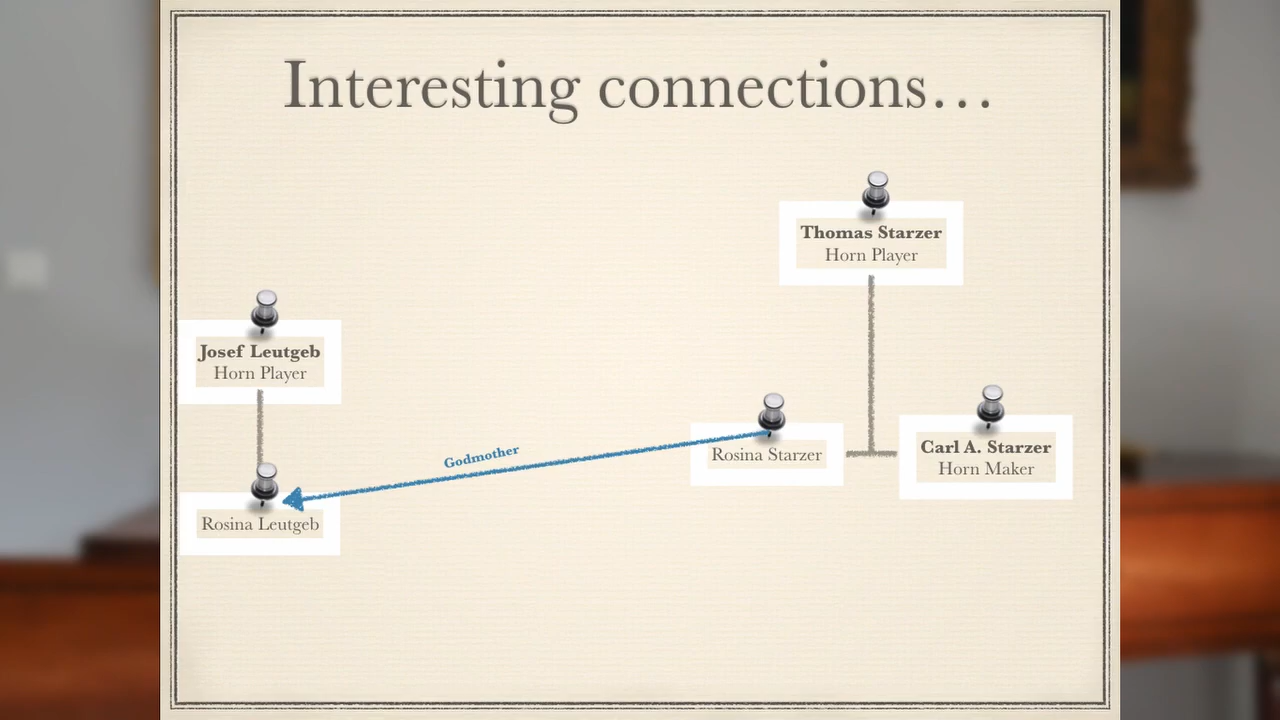 Interesting connections…
Thomas Starzer
Horn Player
Josef Leutgeb
Horn Player
Godmother
Rosina Starzer
Carl A. Starzer
Horn Maker
Rosina Leutgeb